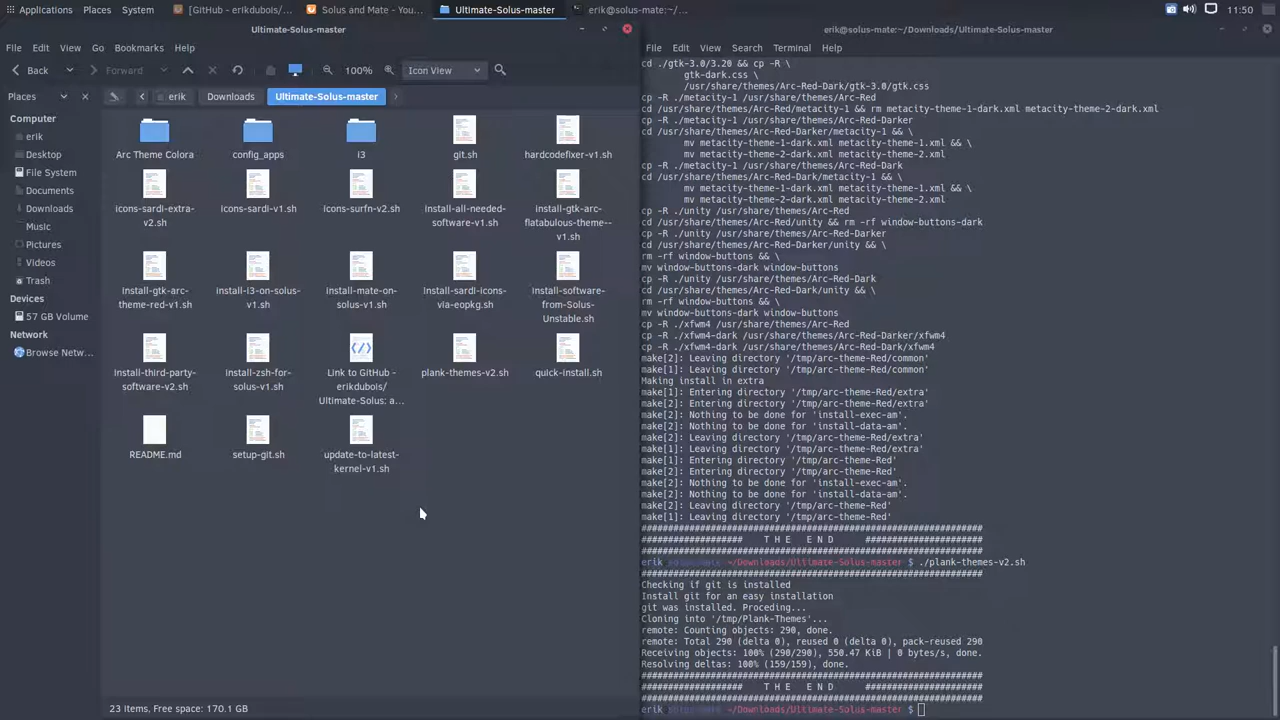 Applications Places System [GitHub - erikdubois/... Solus and Mate - You... Ultimate-Solus-master erik@solus-mate:~/... 11:50
Ultimate-Solus-master
File Edit View Go Bookmarks Help
Back Forward 100% Icon View
Places erik Downloads Ultimate-Solus-master
Computer
erik
Desktop
File System
Documents
Downloads
Music
Pictures
Videos
Trash
Devices
57 GB Volume
Network
Browse Netw...
Arc Theme Colora config_apps i3 git.sh hardcodefixer-v1.sh
icons-sardi-extra- icons-sardi-v1.sh icons-surfn-v2.sh install-all-needed- install-gtk-arc-
v2.sh software-v1.sh flatabulous-theme--
v1.sh
install-gtk-arc- install-i3-on-solus- install-mate-on- install-sardi-icons- install-software-
theme-red-v1.sh v1.sh solus-v1.sh via-eopkg.sh from-Solus-
Unstable.sh
install-third-party- install-zsh-for- Link to GitHub - plank-themes-v2.sh quick-install.sh
software-v2.sh solus-v1.sh erikdubois/
Ultimate-Solus: a...
README.md setup-git.sh update-to-latest-
kernel-v1.sh
23 Items, Free space: 170.1 GB
erik@solus-mate:~/Downloads/Ultimate-Solus-master
File Edit View Search Terminal Help
cd ./gtk-3.0/3.20 && cp -R \
gtk-dark.css \
/usr/share/themes/Arc-Red-Dark/gtk-3.0/gtk.css
cp -R ./metacity-1 /usr/share/themes/Arc-Red
cd /usr/share/themes/Arc-Red/metacity-1 && rm metacity-theme-1-dark.xml metacity-theme-2-dark.xml
cp -R ./metacity-1 /usr/share/themes/Arc-Red-Darker
cd /usr/share/themes/Arc-Red-Darker/metacity-1 && \
mv metacity-theme-1-dark.xml metacity-theme-1.xml && \
mv metacity-theme-2-dark.xml metacity-theme-2.xml
cp -R ./metacity-1 /usr/share/themes/Arc-Red-Dark
cd /usr/share/themes/Arc-Red-Dark/metacity-1 && \
mv metacity-theme-1-dark.xml metacity-theme-1.xml && \
mv metacity-theme-2-dark.xml metacity-theme-2.xml
cp -R ./unity /usr/share/themes/Arc-Red
cd /usr/share/themes/Arc-Red/unity && rm -rf window-buttons-dark
cp -R ./unity /usr/share/themes/Arc-Red-Darker
cd /usr/share/themes/Arc-Red-Darker/unity && \
rm -rf window-buttons && \
mv window-buttons-dark window-buttons
cp -R ./unity /usr/share/themes/Arc-Red-Dark
cd /usr/share/themes/Arc-Red-Dark/unity && \
rm -rf window-buttons && \
mv window-buttons-dark window-buttons
cp -R ./xfwm4 /usr/share/themes/Arc-Red
cp -R ./xfwm4-dark /usr/share/themes/Arc-Red-Darker/xfwm4
cp -R ./xfwm4-dark /usr/share/themes/Arc-Red-Dark/xfwm4
make[2]: Leaving directory '/tmp/arc-theme-Red/common'
make[1]: Leaving directory '/tmp/arc-theme-Red/common'
Making install in extra
make[1]: Entering directory '/tmp/arc-theme-Red/extra'
make[2]: Entering directory '/tmp/arc-theme-Red/extra'
make[2]: Nothing to be done for 'install-exec-am'.
make[2]: Nothing to be done for 'install-data-am'.
make[2]: Leaving directory '/tmp/arc-theme-Red/extra'
make[1]: Leaving directory '/tmp/arc-theme-Red/extra'
make[1]: Entering directory '/tmp/arc-theme-Red'
make[2]: Entering directory '/tmp/arc-theme-Red'
make[2]: Nothing to be done for 'install-exec-am'.
make[2]: Nothing to be done for 'install-data-am'.
make[2]: Leaving directory '/tmp/arc-theme-Red'
make[1]: Leaving directory '/tmp/arc-theme-Red'
####################################################
################### T H E E N D ##################
####################################################
erik solus-mate ~/Downloads/Ultimate-Solus-master $ ./plank-themes-v2.sh
####################################################
Checking if git is installed
Install git for an easy installation
git was installed. Proceding...
Cloning into '/tmp/Plank-Themes'...
remote: Counting objects: 290, done.
remote: Total 290 (delta 0), reused 0 (delta 0), pack-reused 290
Receiving objects: 100% (290/290), 550.47 KiB | 0 bytes/s, done.
Resolving deltas: 100% (159/159), done.
####################################################
################### T H E E N D ##################
####################################################
erik solus-mate ~/Downloads/Ultimate-Solus-master $